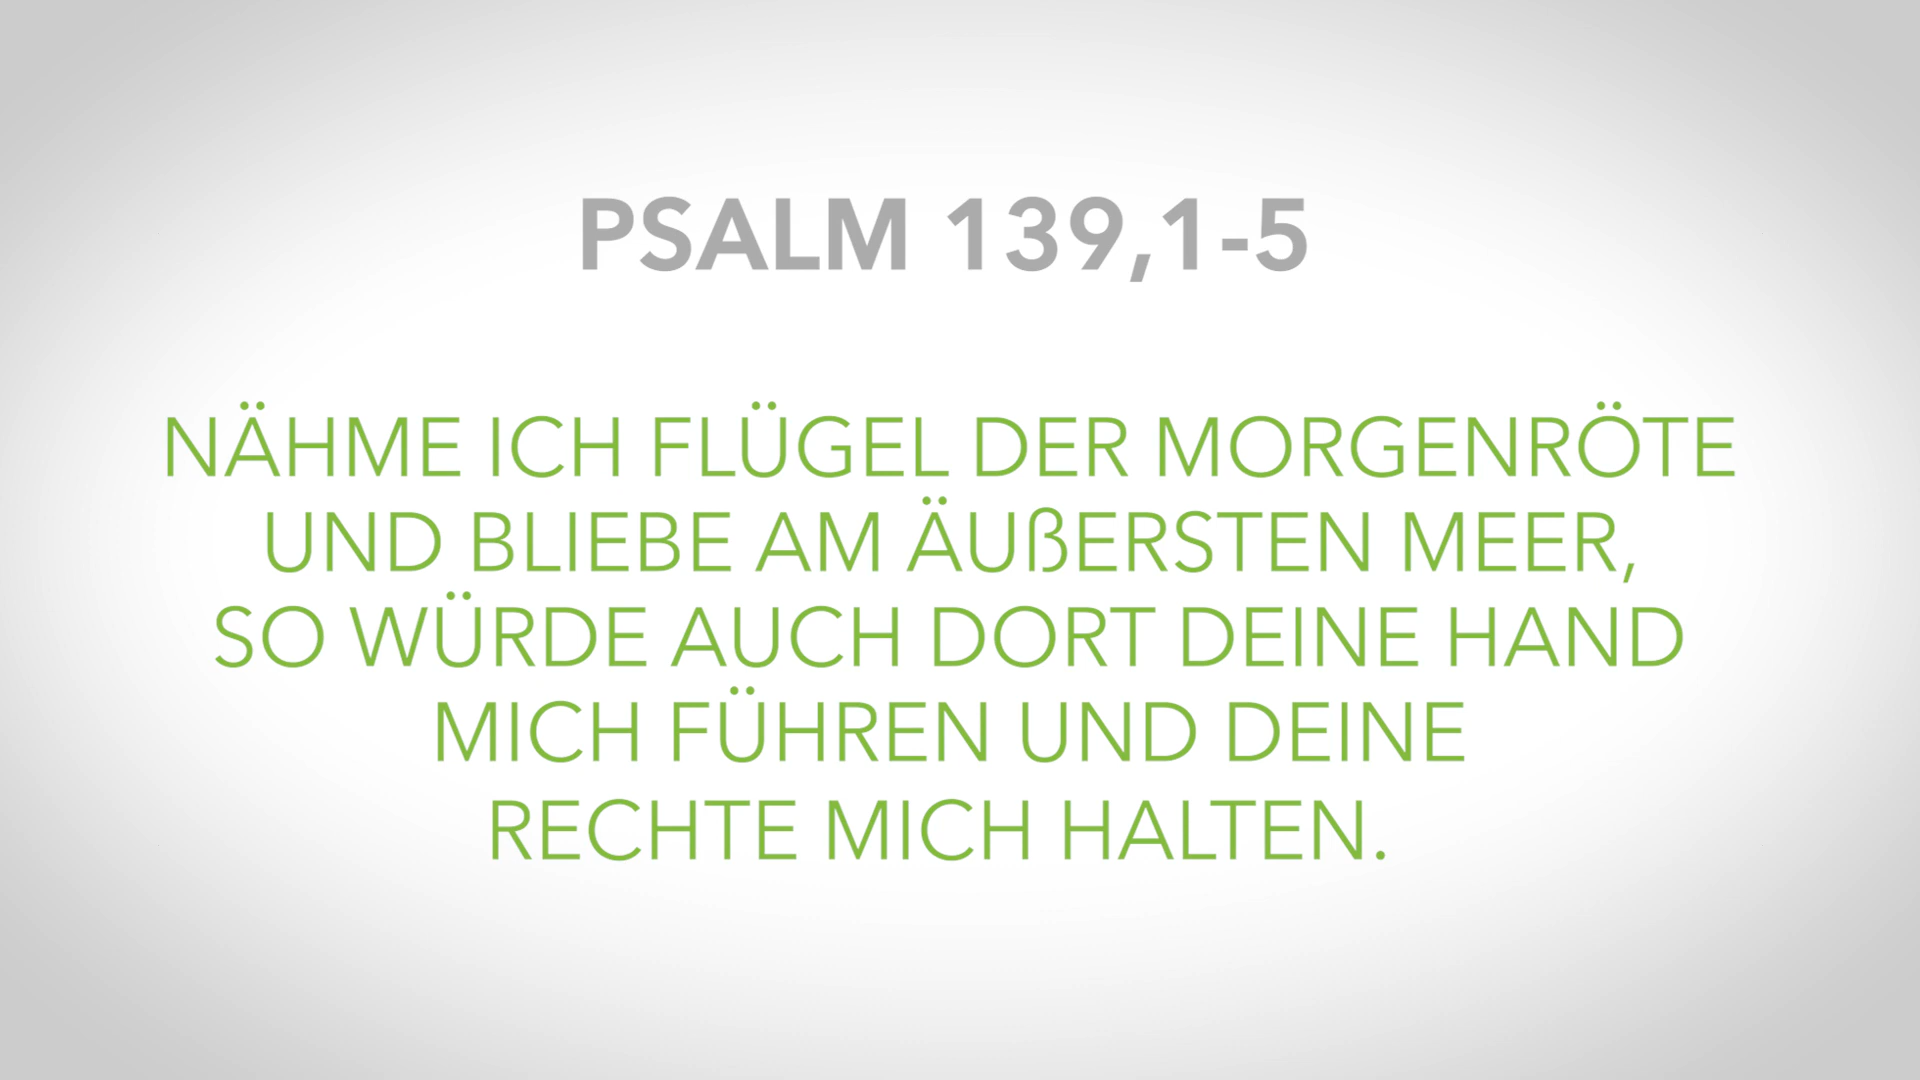 PSALM 139,1-5
NÄHME ICH FLÜGEL DER MORGENRÖTE
UND BLIEBE AM ÄUßERSTEN MEER,
SO WÜRDE AUCH DORT DEINE HAND
MICH FÜHREN UND DEINE
RECHTE MICH HALTEN.